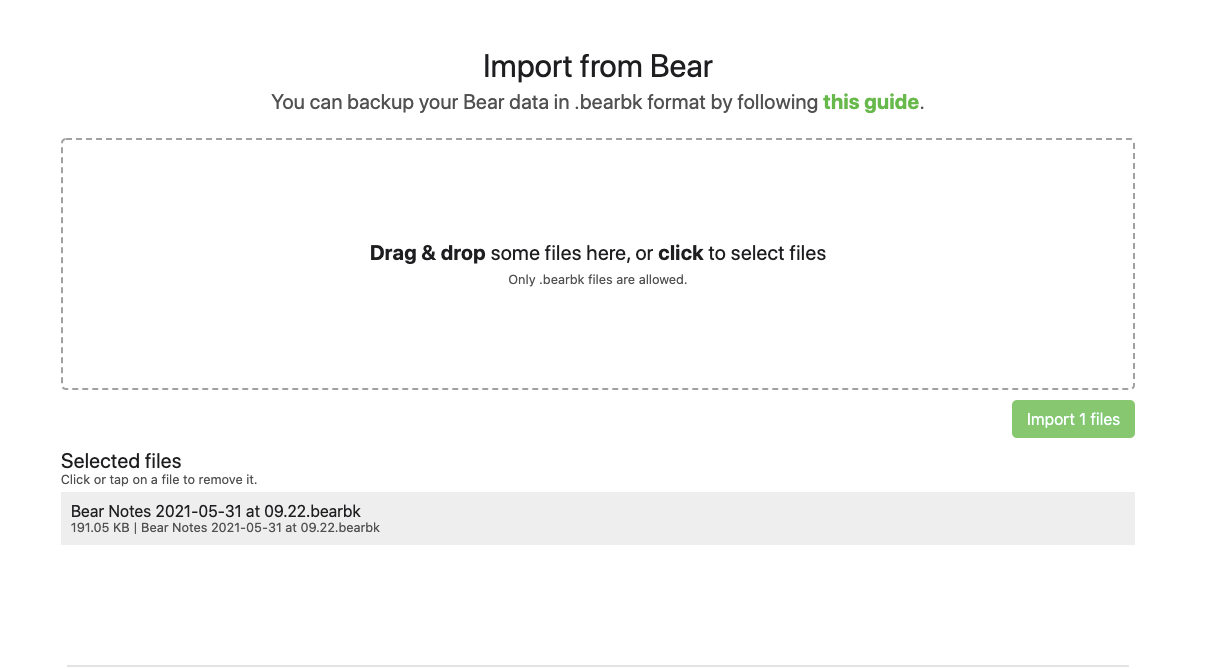 Import from Bear
You can backup your Bear data in .bearbk format by following this guide.
Drag & drop some files here, or click to select files
Only .bearbk files are allowed.
Import 1 files
Selected files
Click or tap on a file to remove it.
Bear Notes 2021-05-31 at 09.22.bearbk
191.05 KB | Bear Notes 2021-05-31 at 09.22.bearbk